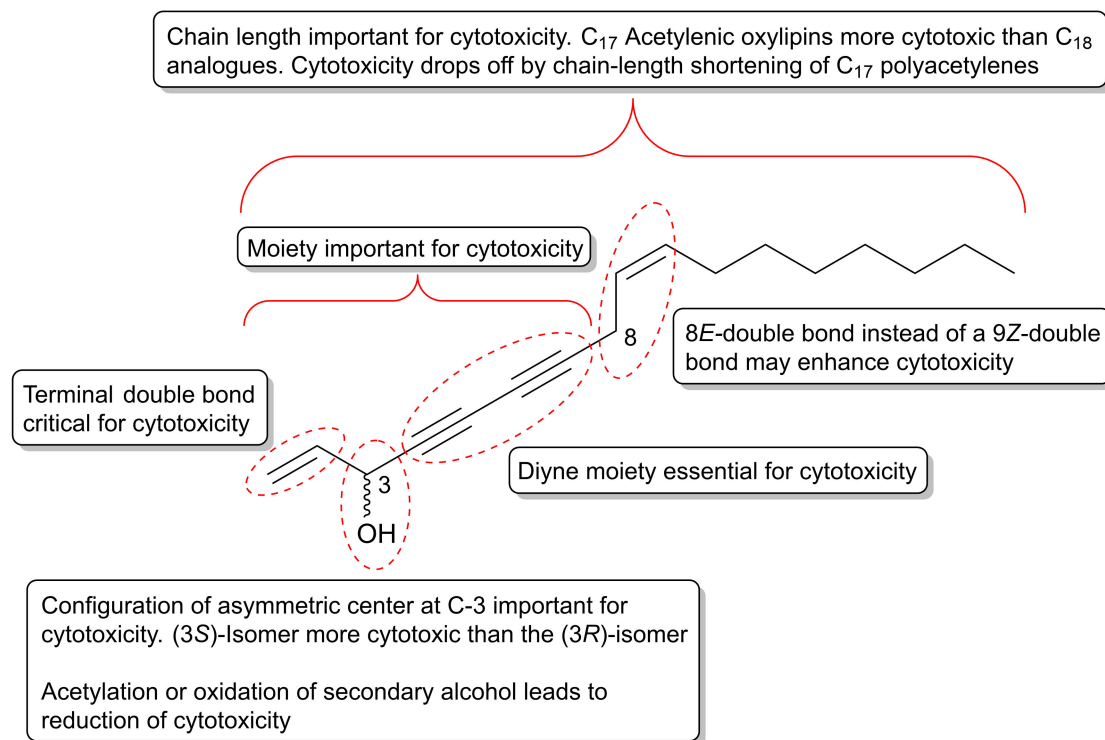 Chain length important for cytotoxicity. C₁₇ Acetylenic oxylipins more cytotoxic than C₁₈
analogues. Cytotoxicity drops off by chain-length shortening of C₁₇ polyacetylenes
Moiety important for cytotoxicity
8
8E-double bond instead of a 9Z-double
bond may enhance cytotoxicity
Terminal double bond
critical for cytotoxicity
Diyne moiety essential for cytotoxicity
3
OH
Configuration of asymmetric center at C-3 important for
cytotoxicity. (3S)-Isomer more cytotoxic than the (3R)-isomer
Acetylation or oxidation of secondary alcohol leads to
reduction of cytotoxicity